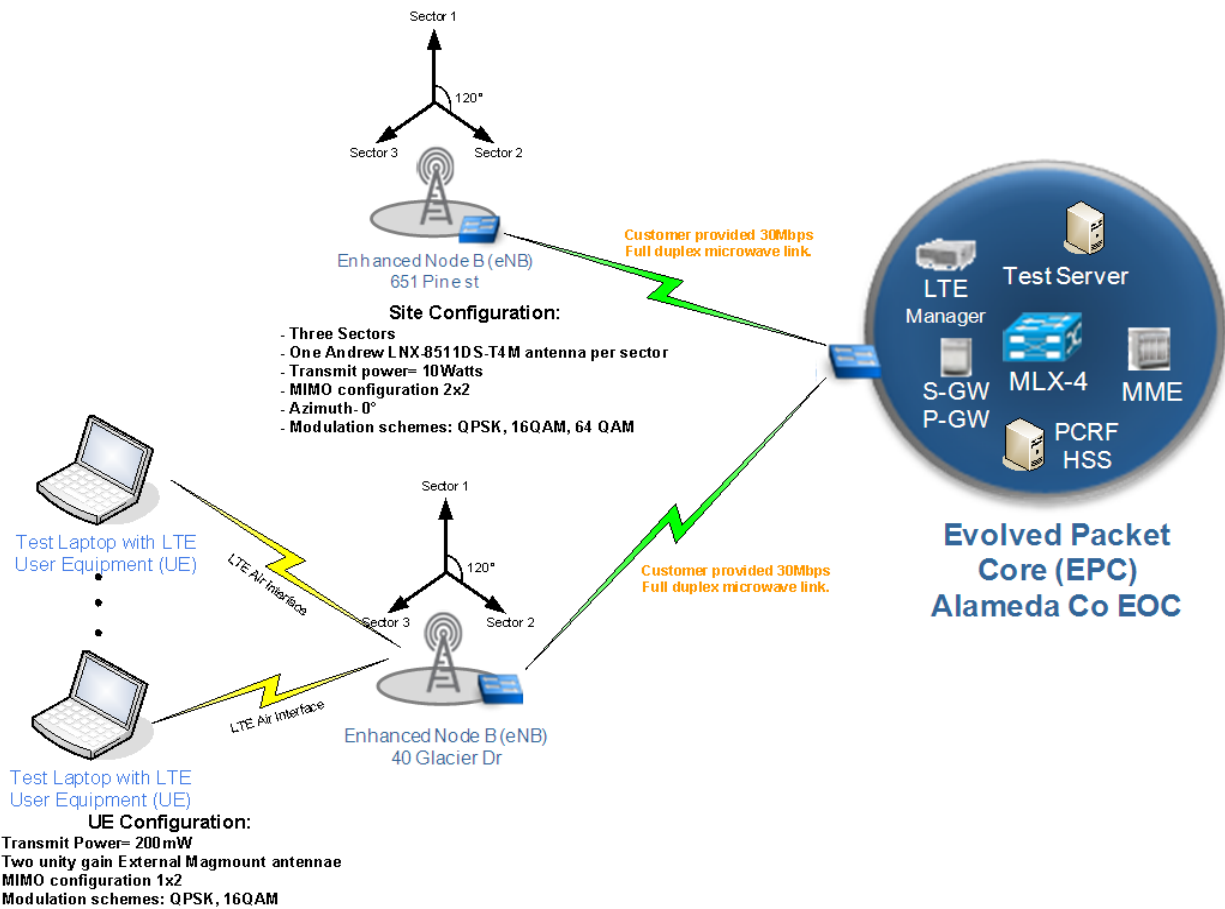 Sector 1
120°
Sector 3
Sector 2
Enhanced Node B (eNB)
651 Pine st
Customer provided 30Mbps
Full duplex microwave link.
Site Configuration:
- Three Sectors
- One Andrew LNX-8511DS-T4M antenna per sector
- Transmit power= 10Watts
- MIMO configuration 2x2
- Azimuth- 0°
- Modulation schemes: QPSK, 16QAM, 64 QAM
Test Server
LTE
Manager
S-GW
P-GW
MLX-4
MME
PCRF
HSS
Evolved Packet
Core (EPC)
Alameda Co EOC
Sector 1
120°
Sector 3
Sector 2
Customer provided 30Mbps
Full duplex microwave link.
Test Laptop with LTE
User Equipment (UE)
LTE Air Interface
LTE Air Interface
Enhanced Node B (eNB)
40 Glacier Dr
Test Laptop with LTE
User Equipment (UE)
UE Configuration:
Transmit Power= 200mW
Two unity gain External Magmount antennae
MIMO configuration 1x2
Modulation schemes: QPSK, 16QAM